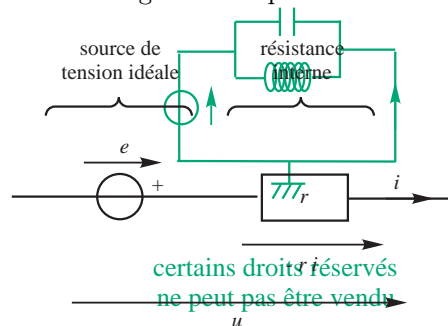 source de
tension idéale
résistance
interne
e
+
r
i
- r i
certains droits réservés
ne peut pas être vendu
u